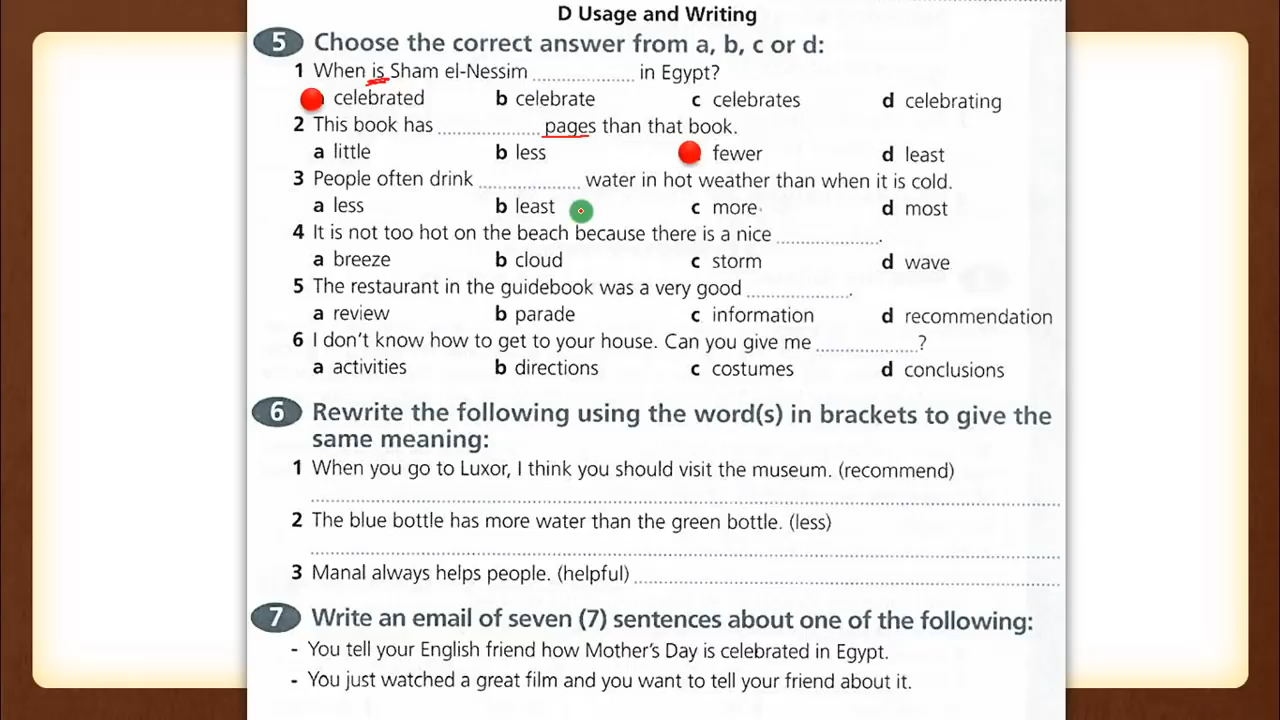 D Usage and Writing
5 Choose the correct answer from a, b, c or d:
1 When is Sham el-Nessim ................ in Egypt?
celebrated b celebrate c celebrates d celebrating
2 This book has ................ pages than that book.
a little b less fewer d least
3 People often drink ................ water in hot weather than when it is cold.
a less b least c more d most
4 It is not too hot on the beach because there is a nice ................ .
a breeze b cloud c storm d wave
5 The restaurant in the guidebook was a very good ................ .
a review b parade c information d recommendation
6 I don't know how to get to your house. Can you give me ................ ?
a activities b directions c costumes d conclusions
6 Rewrite the following using the word(s) in brackets to give the
same meaning:
1 When you go to Luxor, I think you should visit the museum. (recommend)
2 The blue bottle has more water than the green bottle. (less)
3 Manal always helps people. (helpful) ................
7 Write an email of seven (7) sentences about one of the following:
- You tell your English friend how Mother's Day is celebrated in Egypt.
- You just watched a great film and you want to tell your friend about it.